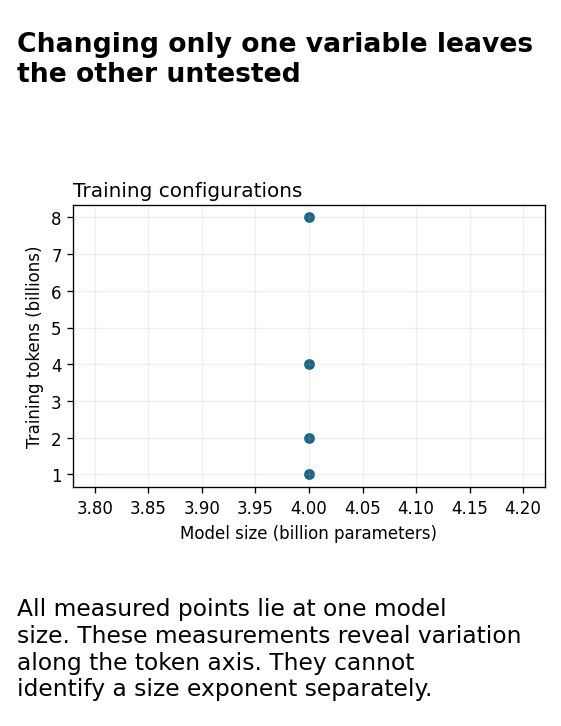 Changing only one variable leaves
the other untested
Training configurations
8
7
6
5
4
3
2
1
Training tokens (billions)
3.80 3.85 3.90 3.95 4.00 4.05 4.10 4.15 4.20
Model size (billion parameters)
All measured points lie at one model
size. These measurements reveal variation
along the token axis. They cannot
identify a size exponent separately.